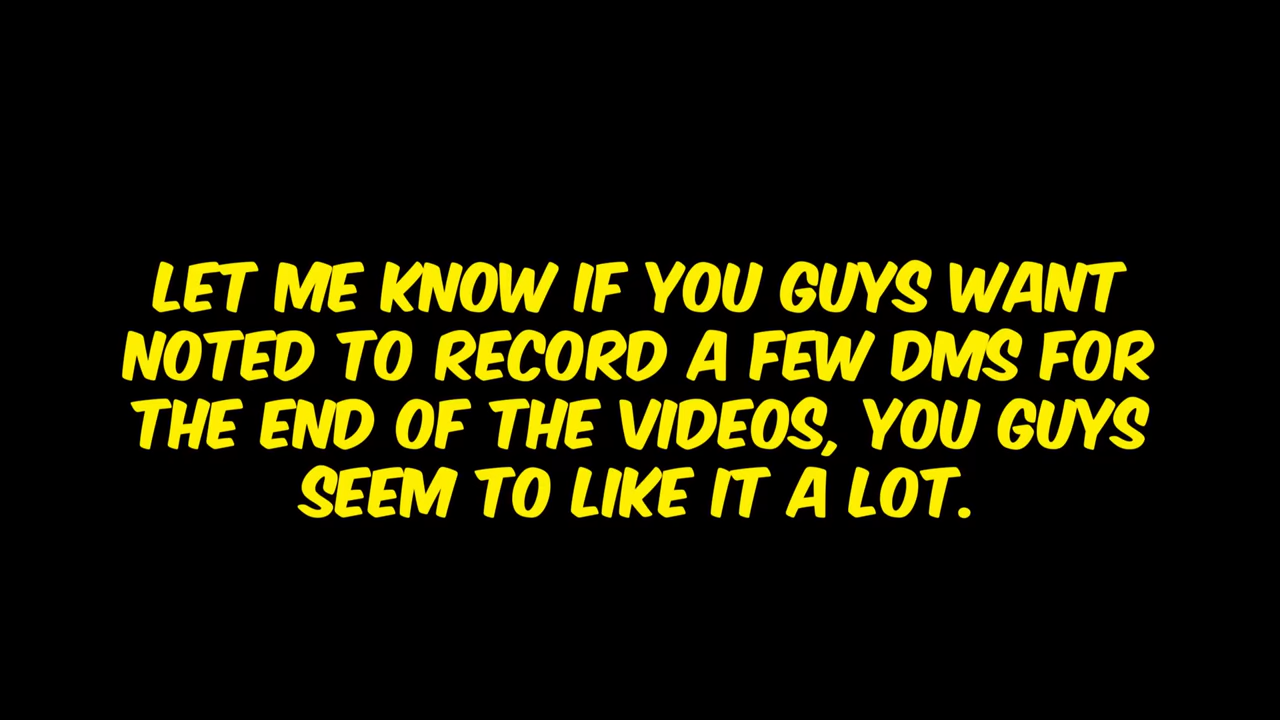 LET ME KNOW IF YOU GUYS WANT
NOTED TO RECORD A FEW DMS FOR
THE END OF THE VIDEOS, YOU GUYS
SEEM TO LIKE IT A LOT.